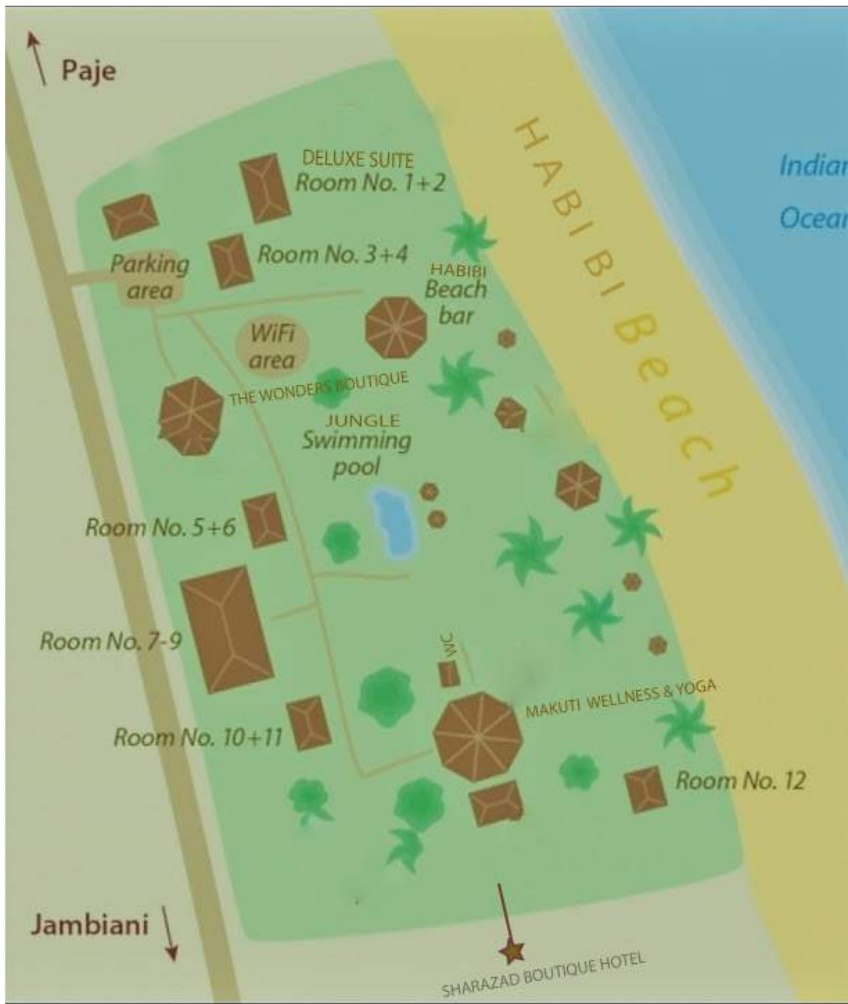 Paje
DELUXE SUITE
Room No. 1+2
Room No. 3+4
Parking
area
HABIBI
Beach
bar
WiFi
area
THE WONDERS BOUTIQUE
JUNGLE
Swimming
pool
HABIBI Beach
Indian
Ocean
Room No. 5+6
Room No. 7-9
WC
MAKUTI WELLNESS & YOGA
Room No. 10+11
Room No. 12
Jambiani
SHARAZAD BOUTIQUE HOTEL